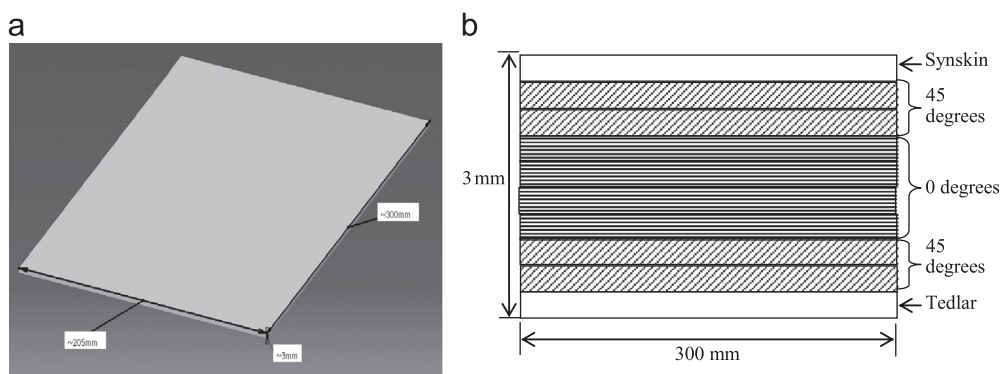 a
~300mm
~205mm
~3mm
b
Synskin
45
degrees
3 mm
0 degrees
45
degrees
Tedlar
300 mm